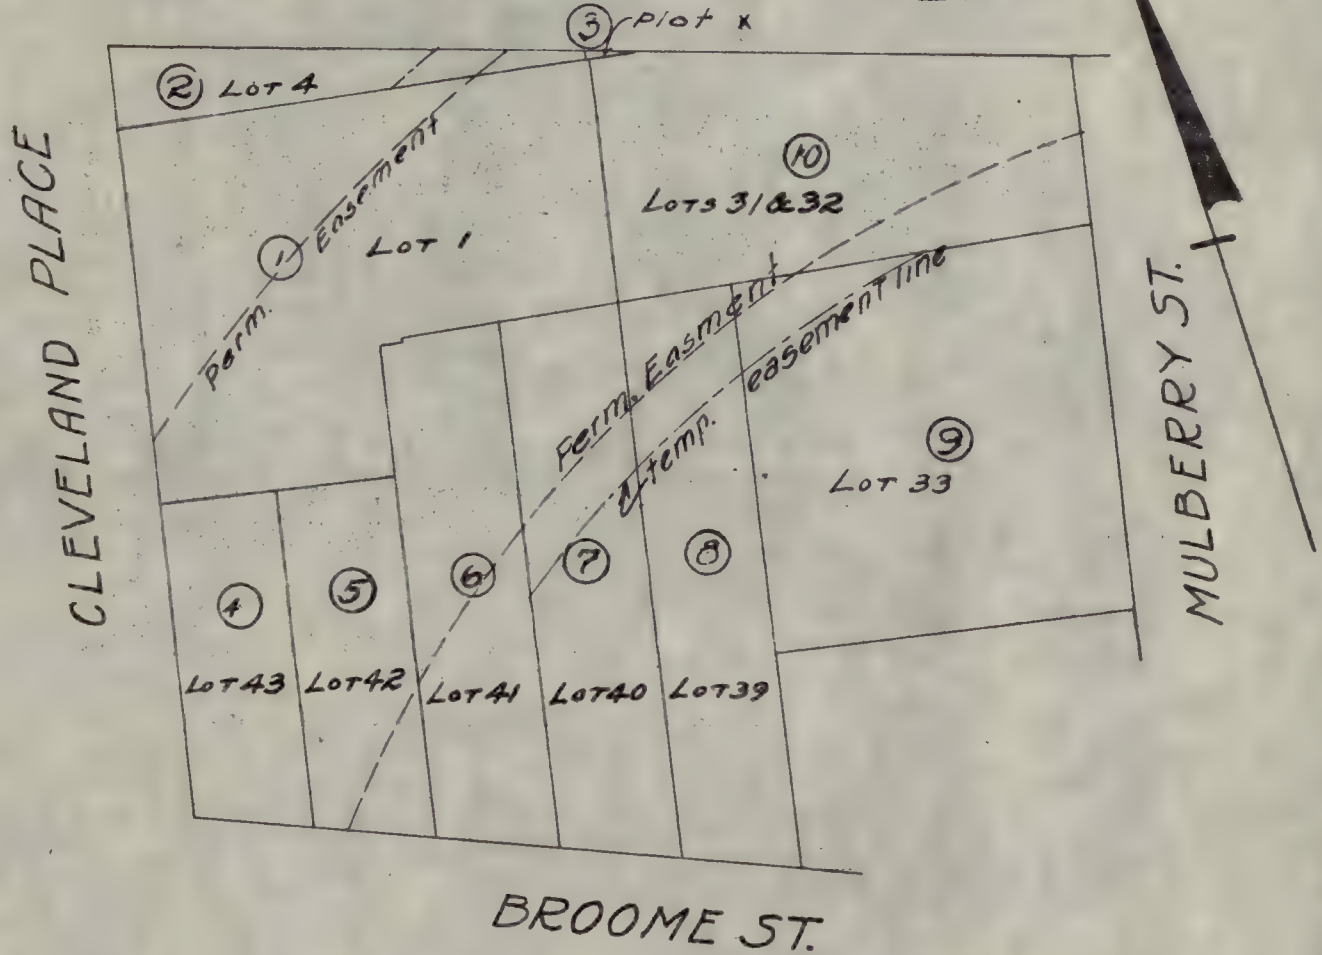 ③ Plot x
② LOT 4
CLEVELAND PLACE
① LOT 1
Perm. Easement
⑩
LOTS 31 & 32
Perm. Easment
temp. easement line
⑨
LOT 33
MULBERRY ST.
④
LOT 43
⑤
LOT 42
⑥
LOT 41
⑦
LOT 40
⑧
LOT 39
BROOME ST.